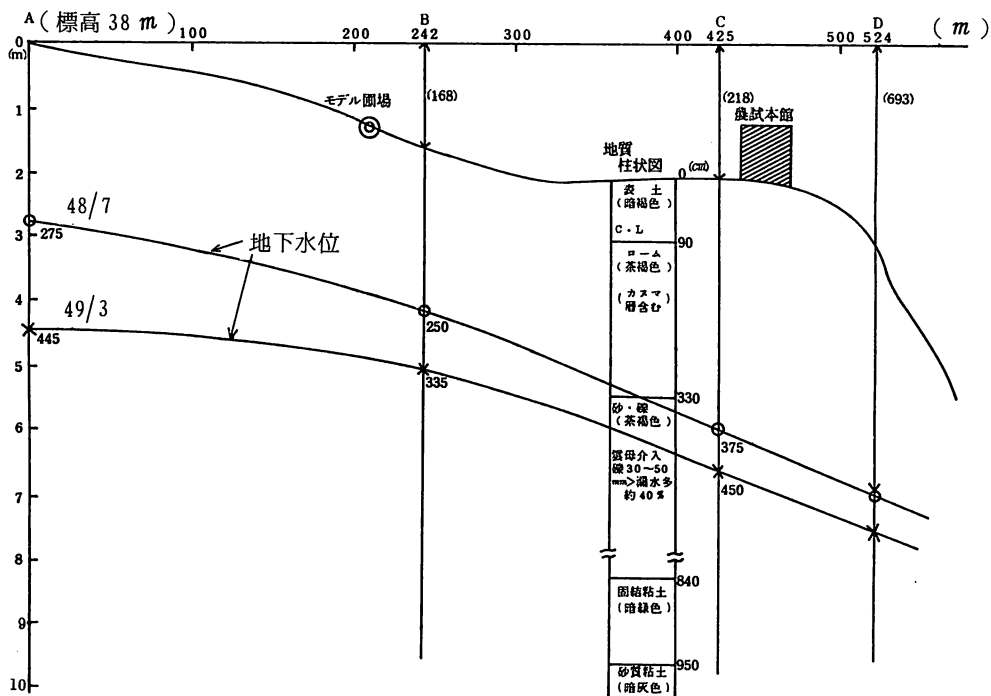 A (標高 38 m) B C D (m)
100 200 242 300 400 425 500 524
0
(m)
1
2
3
4
5
6
7
8
9
10
(168)
(218)
(693)
モデル圃場
農試本館
地質
柱状図
0 (cm)
表土
(暗褐色)
C・L
90
ローム
(茶褐色)
(カヌマ
層含む)
330
砂・礫
(茶褐色)
雲母介入
礫30~50
mm>湧水多
約40%
840
固結粘土
(暗緑色)
950
砂質粘土
(暗灰色)
48/7
275
地下水位
49/3
445
250
335
375
450